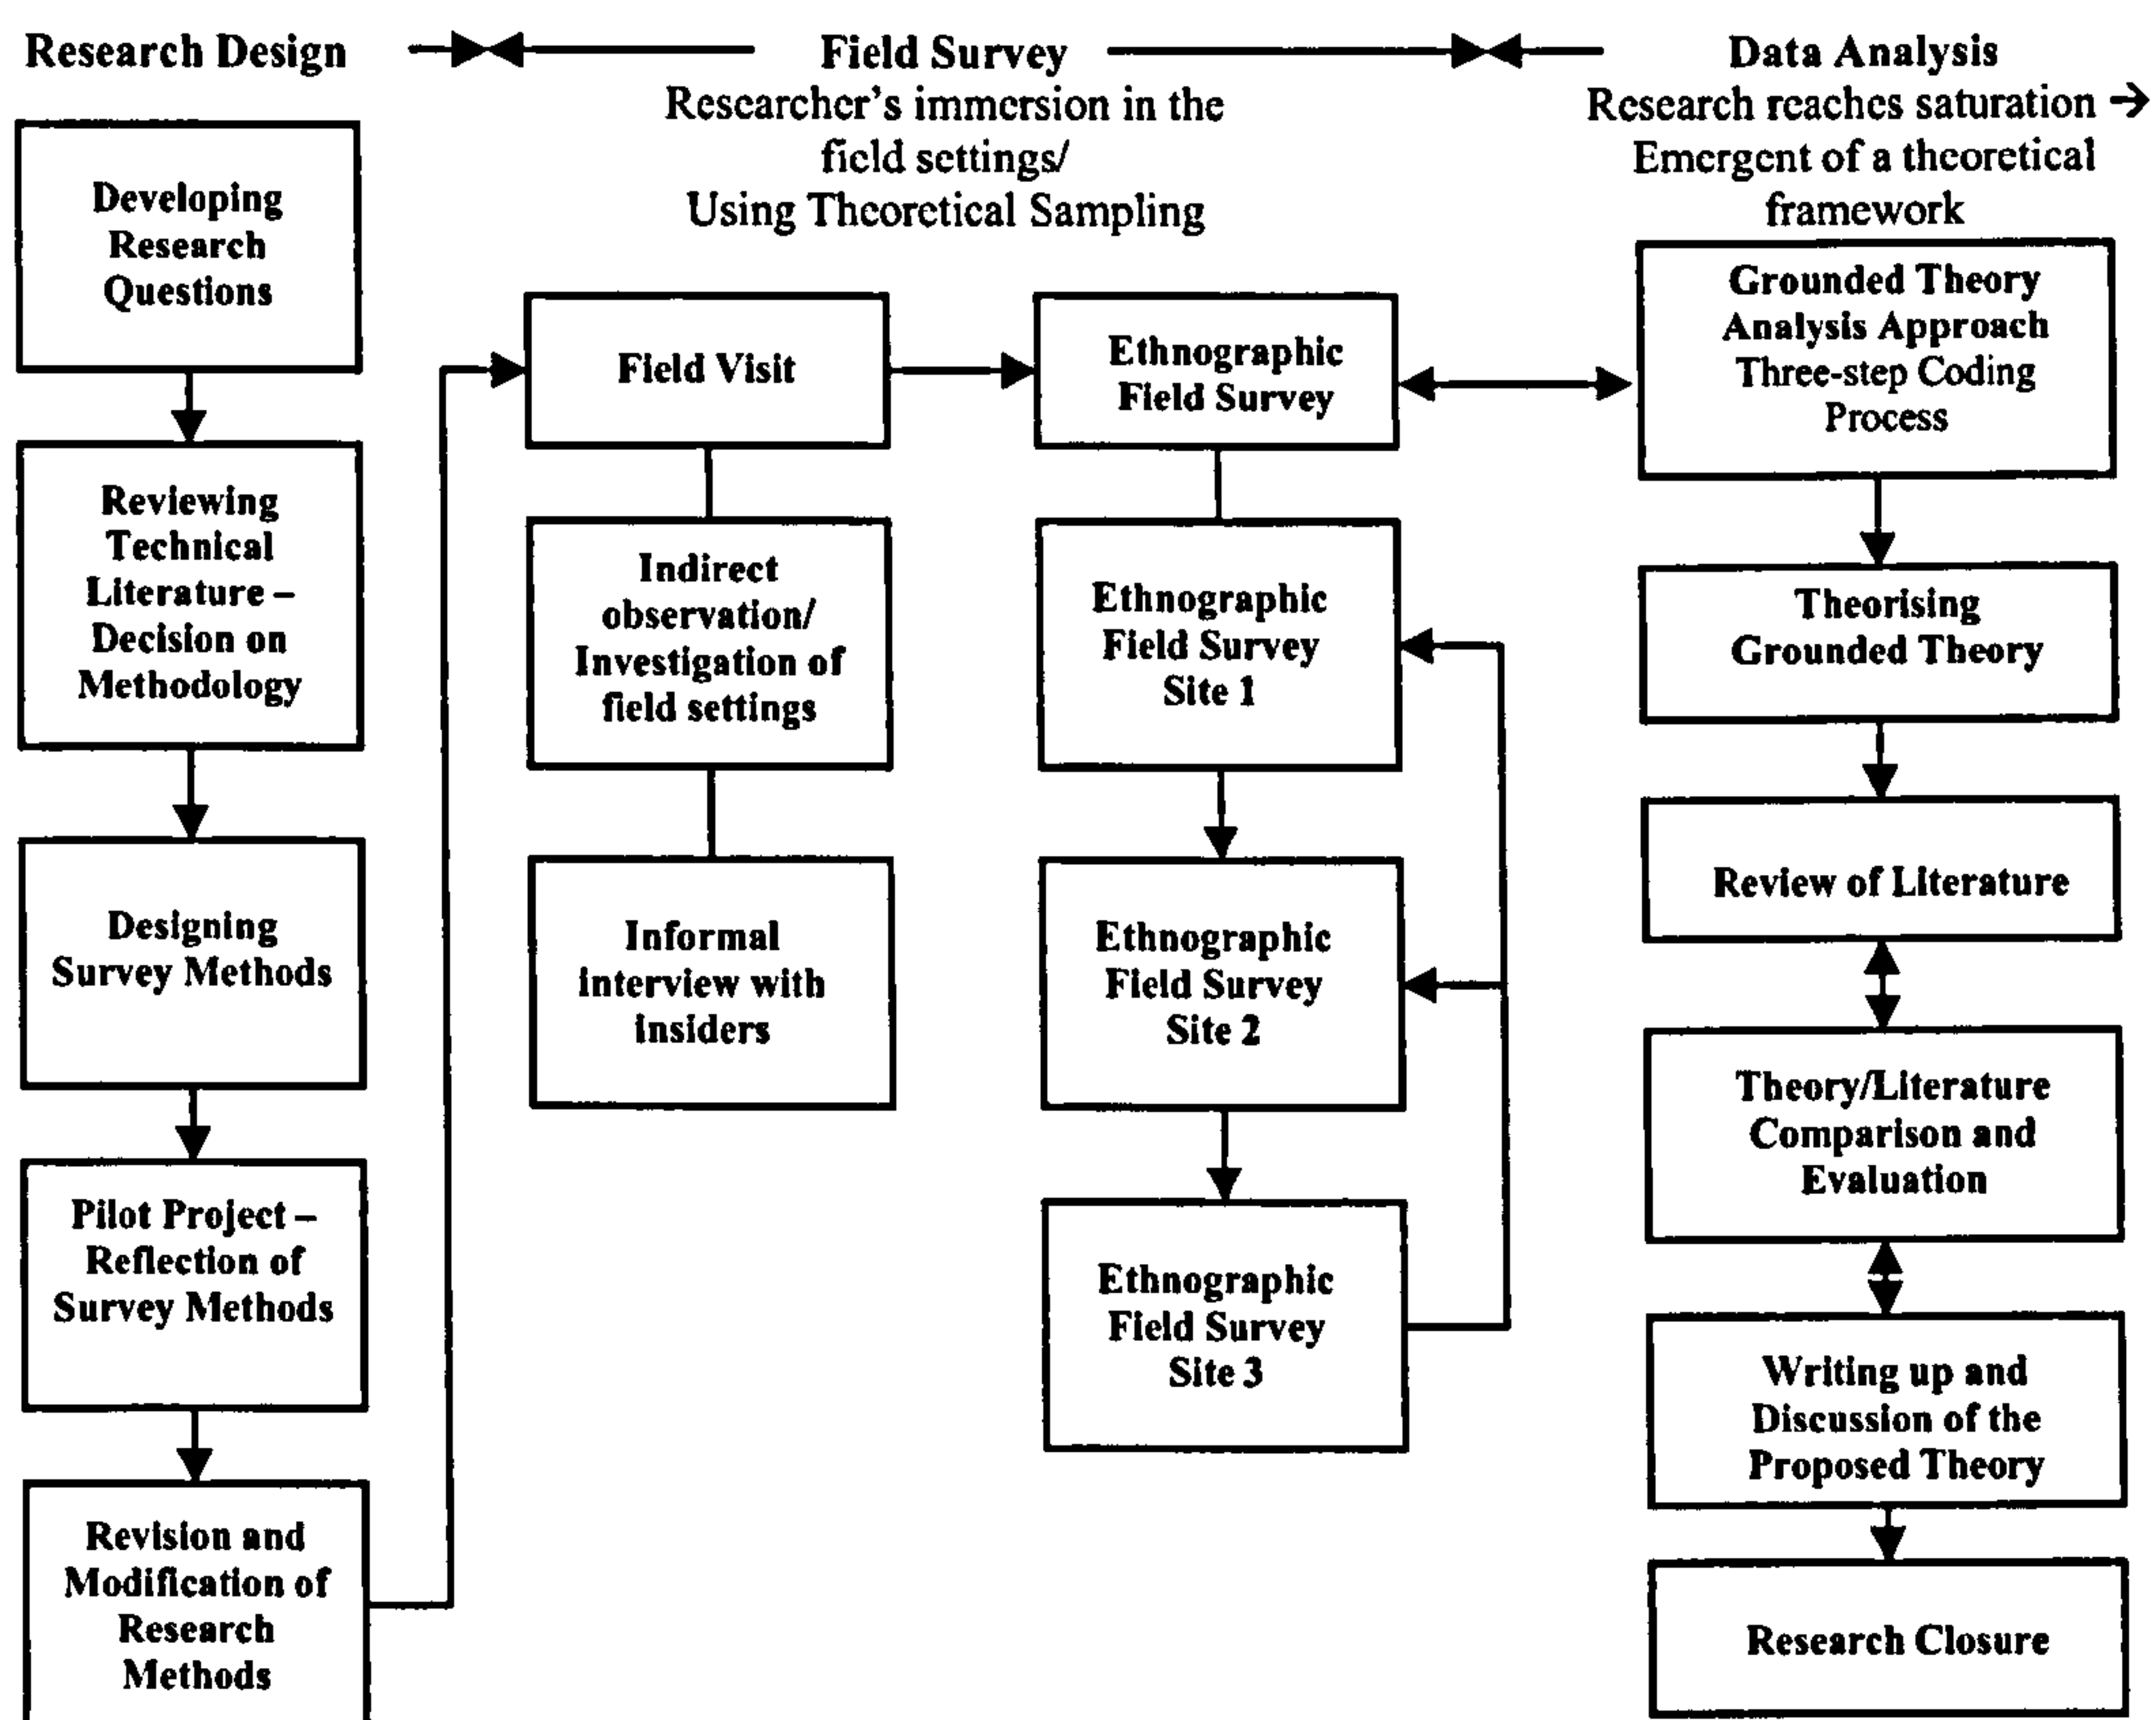 Research Design
Field Survey
Researcher's immersion in the
field settings/
Using Theoretical Sampling
Data Analysis
Research reaches saturation →
Emergent of a theoretical
framework
Developing
Research
Questions
Reviewing
Technical
Literature –
Decision on
Methodology
Designing
Survey Methods
Pilot Project –
Reflection of
Survey Methods
Revision and
Modification of
Research
Methods
Field Visit
Indirect
observation/
Investigation of
field settings
Informal
interview with
insiders
Ethnographic
Field Survey
Ethnographic
Field Survey
Site 1
Ethnographic
Field Survey
Site 2
Ethnographic
Field Survey
Site 3
Grounded Theory
Analysis Approach
Three-step Coding
Process
Theorising
Grounded Theory
Review of Literature
Theory/Literature
Comparison and
Evaluation
Writing up and
Discussion of the
Proposed Theory
Research Closure